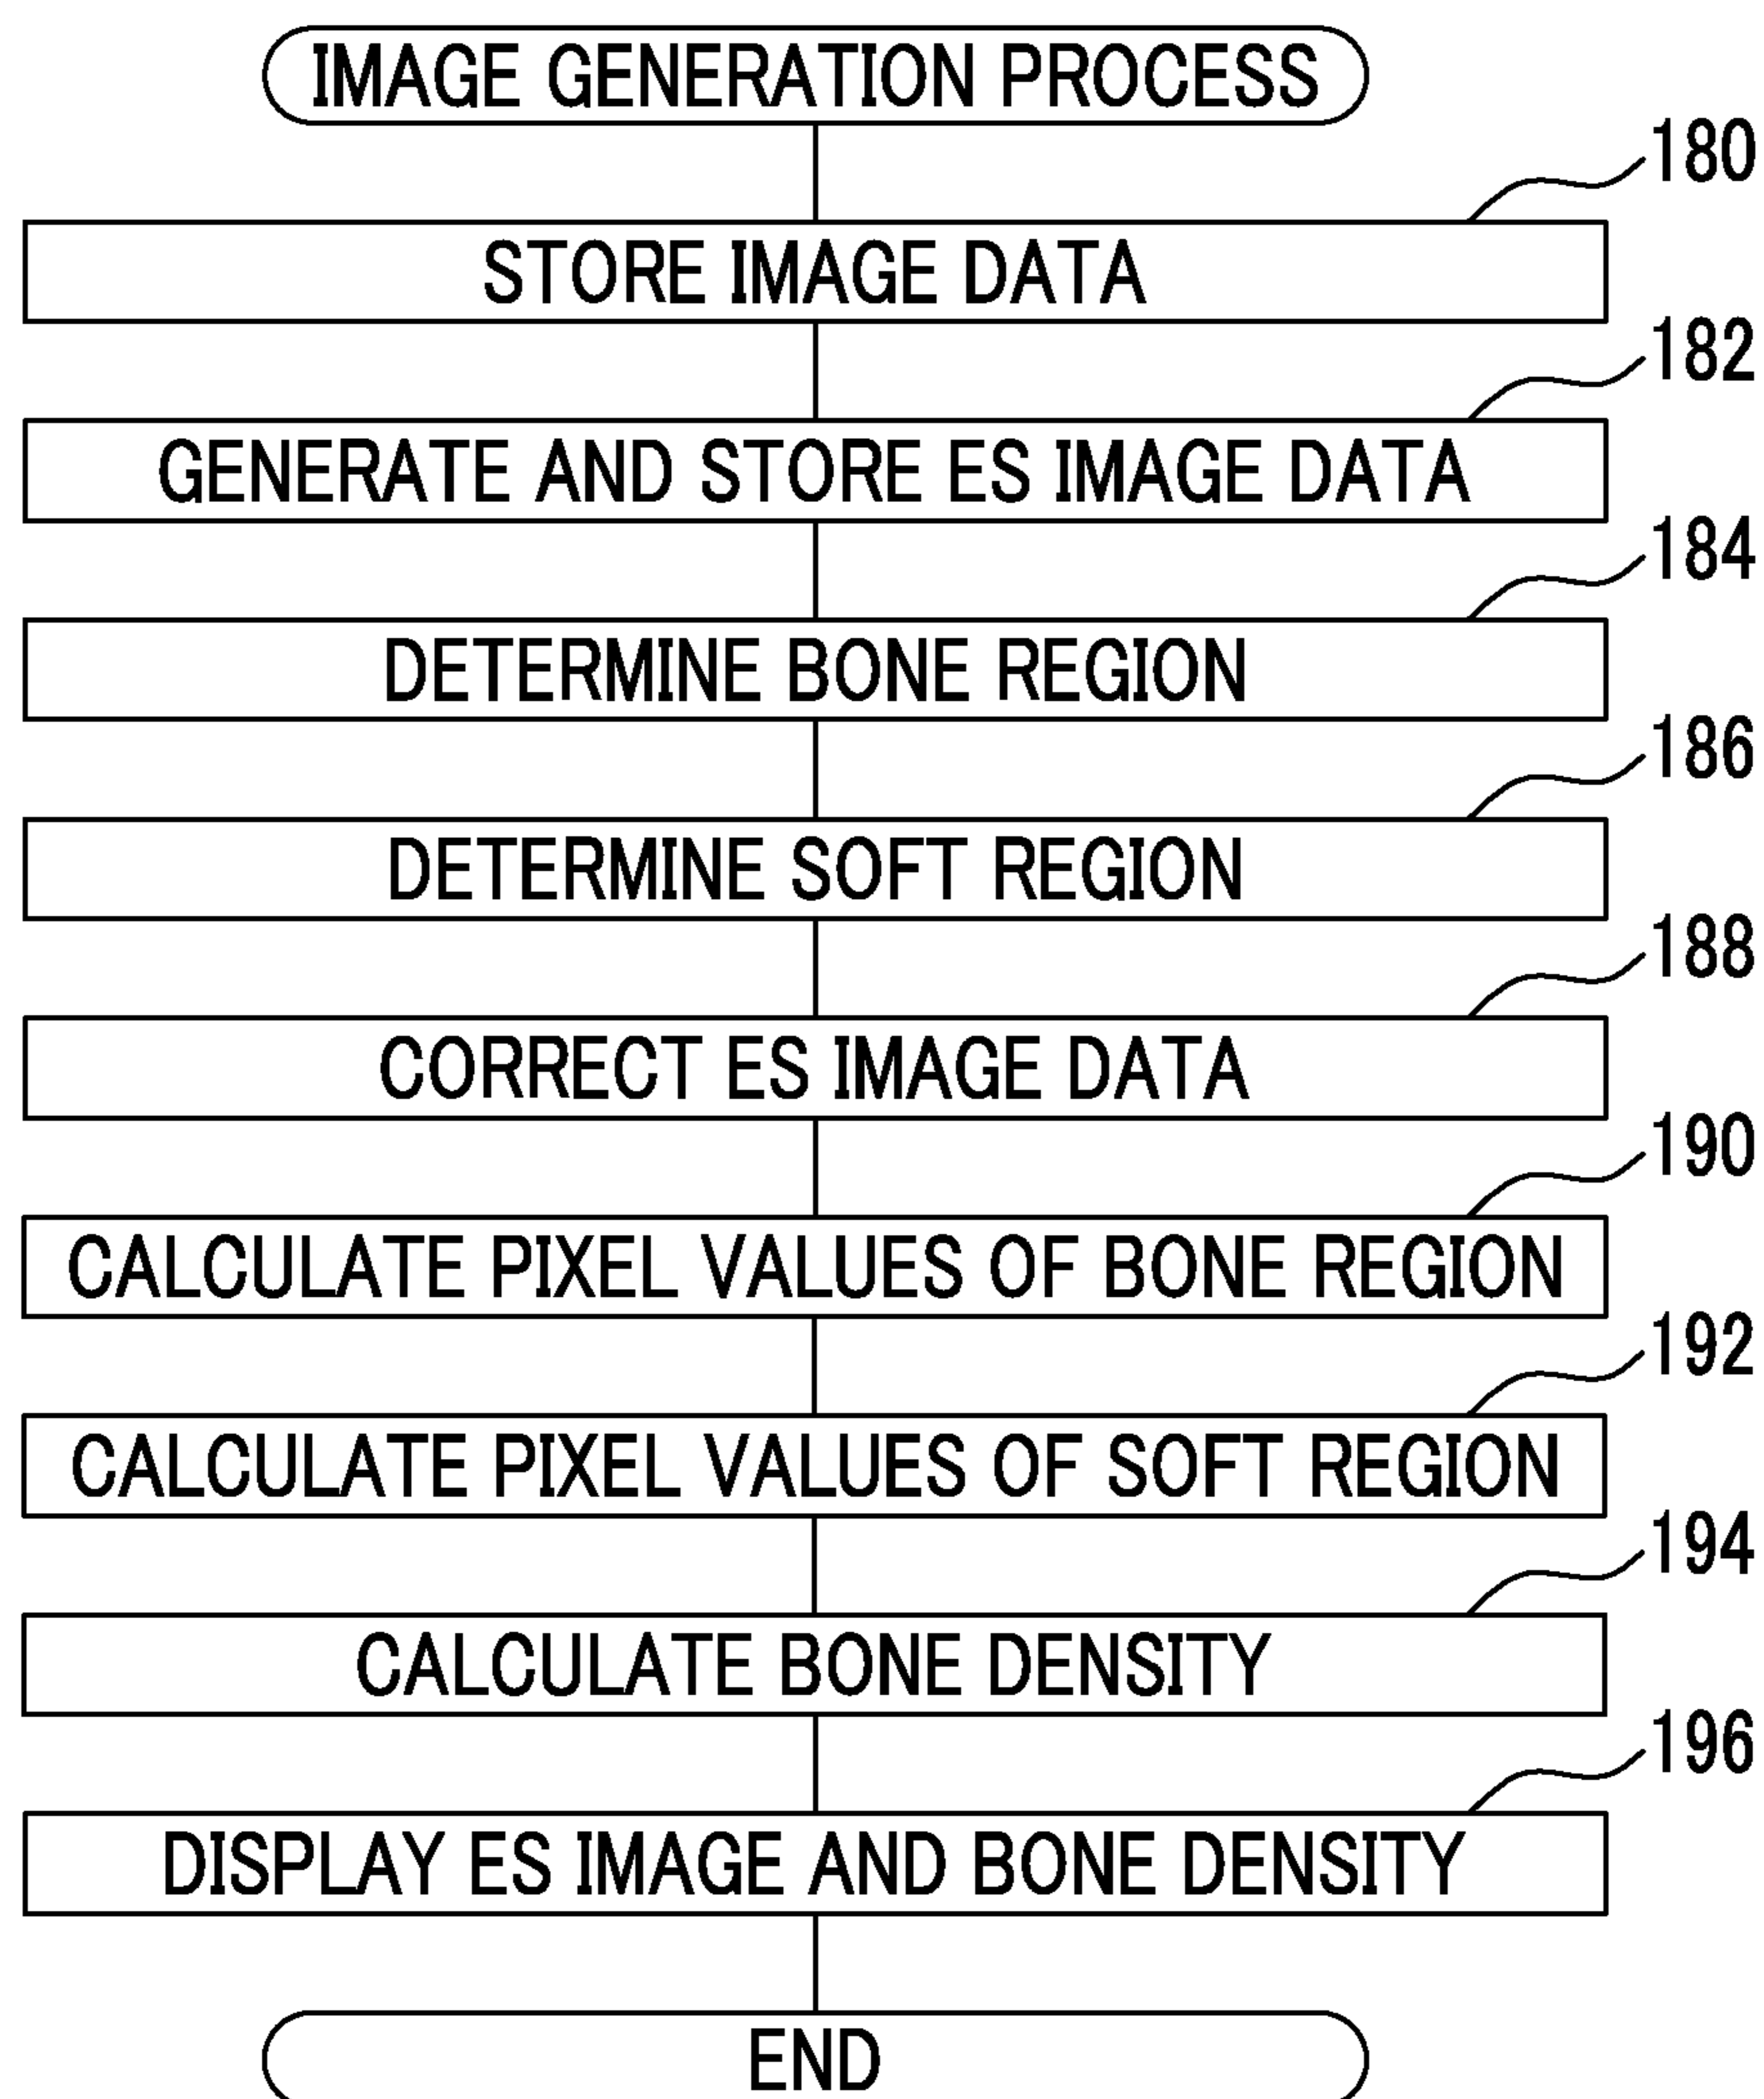 IMAGE GENERATION PROCESS
180
STORE IMAGE DATA
182
GENERATE AND STORE ES IMAGE DATA
184
DETERMINE BONE REGION
186
DETERMINE SOFT REGION
188
CORRECT ES IMAGE DATA
190
CALCULATE PIXEL VALUES OF BONE REGION
192
CALCULATE PIXEL VALUES OF SOFT REGION
194
CALCULATE BONE DENSITY
196
DISPLAY ES IMAGE AND BONE DENSITY
END